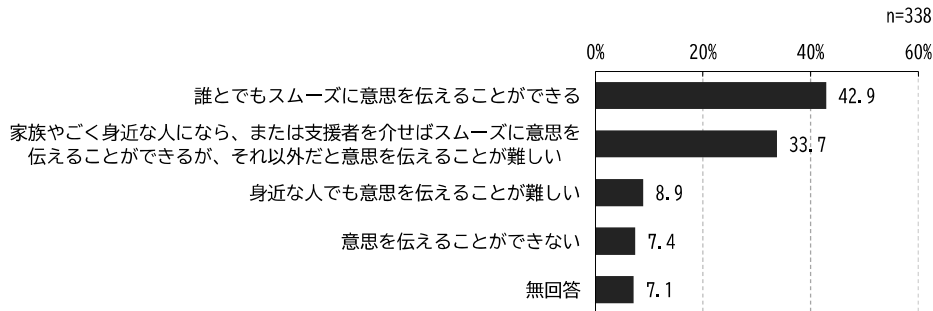 n=338
0% 20% 40% 60%
誰とでもスムーズに意思を伝えることができる 42.9
家族やごく身近な人になら、または支援者を介せばスムーズに意思を
伝えることができるが、それ以外だと意思を伝えることが難しい 33.7
身近な人でも意思を伝えることが難しい 8.9
意思を伝えることができない 7.4
無回答 7.1